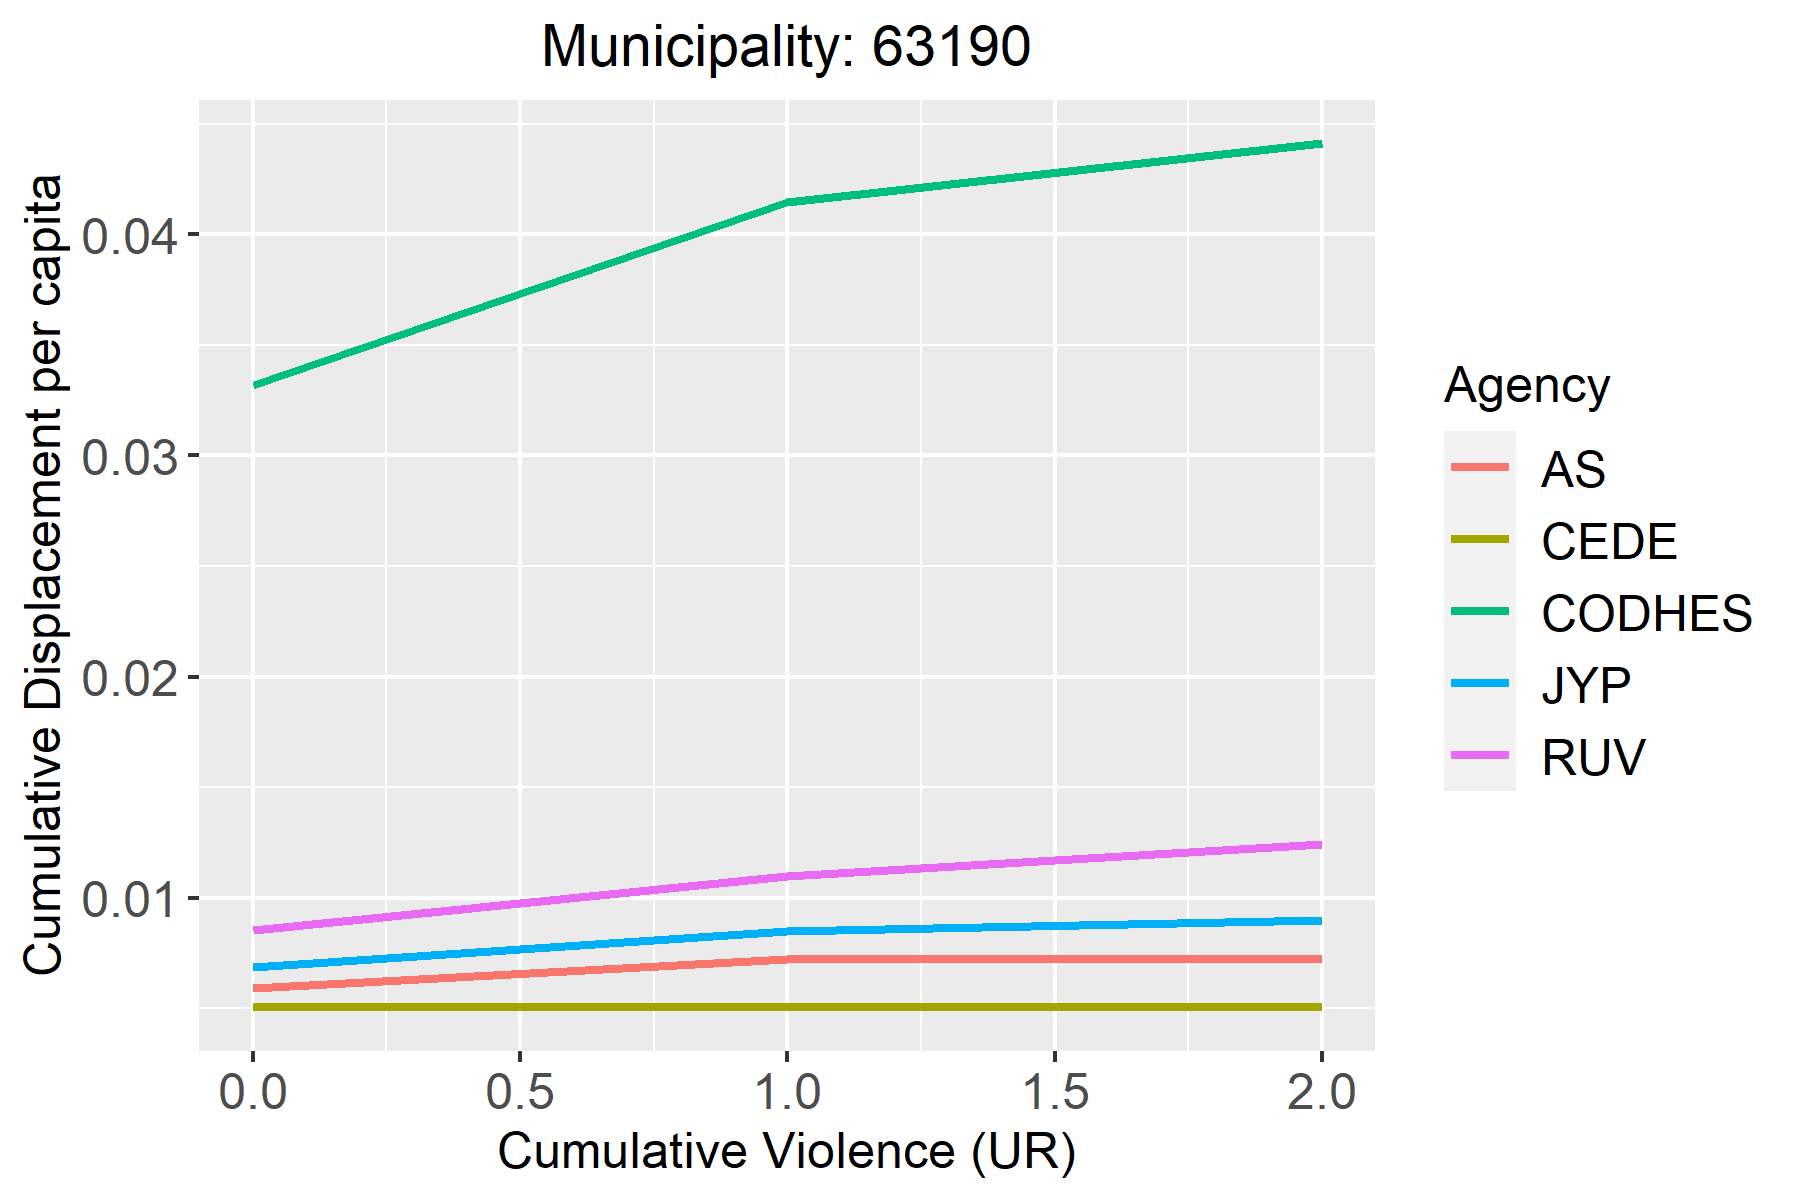 Municipality: 63190
Cumulative Displacement per capita
0.04
0.03
0.02
0.01
0.0
0.5
1.0
1.5
2.0
Cumulative Violence (UR)
Agency
AS
CEDE
CODHES
JYP
RUV